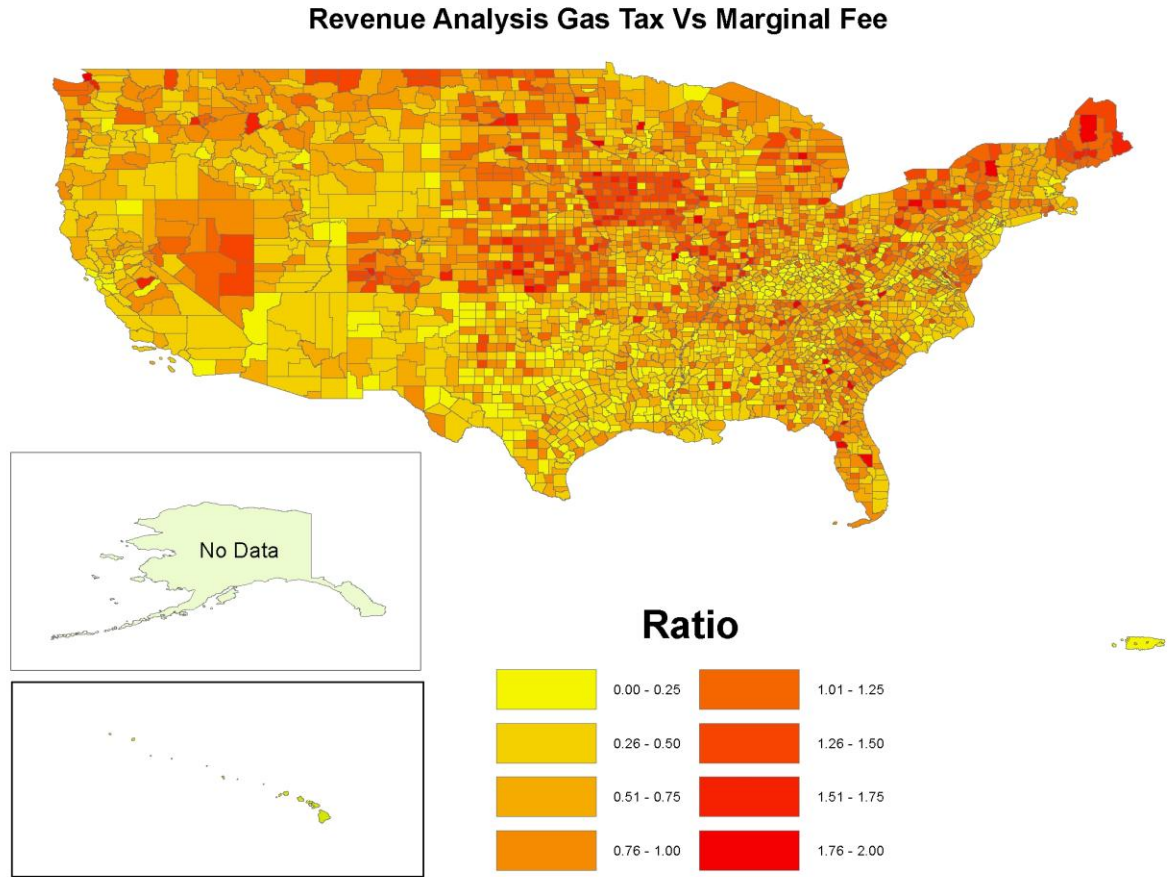 Revenue Analysis Gas Tax Vs Marginal Fee
No Data
Ratio
0.00 - 0.25
0.26 - 0.50
0.51 - 0.75
0.76 - 1.00
1.01 - 1.25
1.26 - 1.50
1.51 - 1.75
1.76 - 2.00